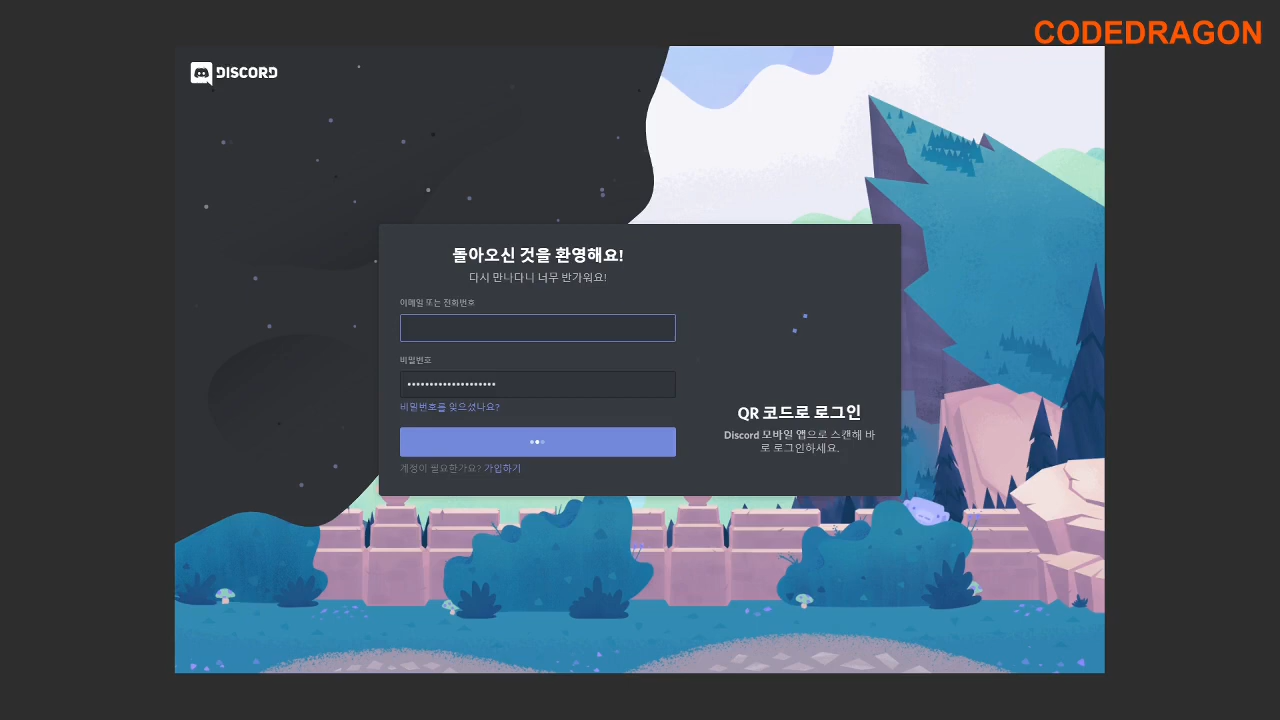 CODEDRAGON
DISCORD
돌아오신 것을 환영해요!
다시 만나다니 너무 반가워요!
이메일 또는 전화번호
비밀번호
••••••••••••••••••••
비밀번호를 잊으셨나요?
계정이 필요한가요? 가입하기
QR 코드로 로그인
Discord 모바일 앱으로 스캔해 바
로 로그인하세요.